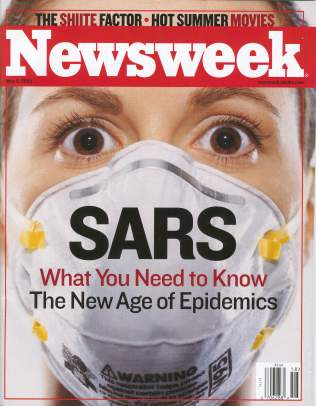 THE SHIITE FACTOR • HOT SUMMER MOVIES
Newsweek
SARS
What You Need to Know
The New Age of Epidemics
WARNING